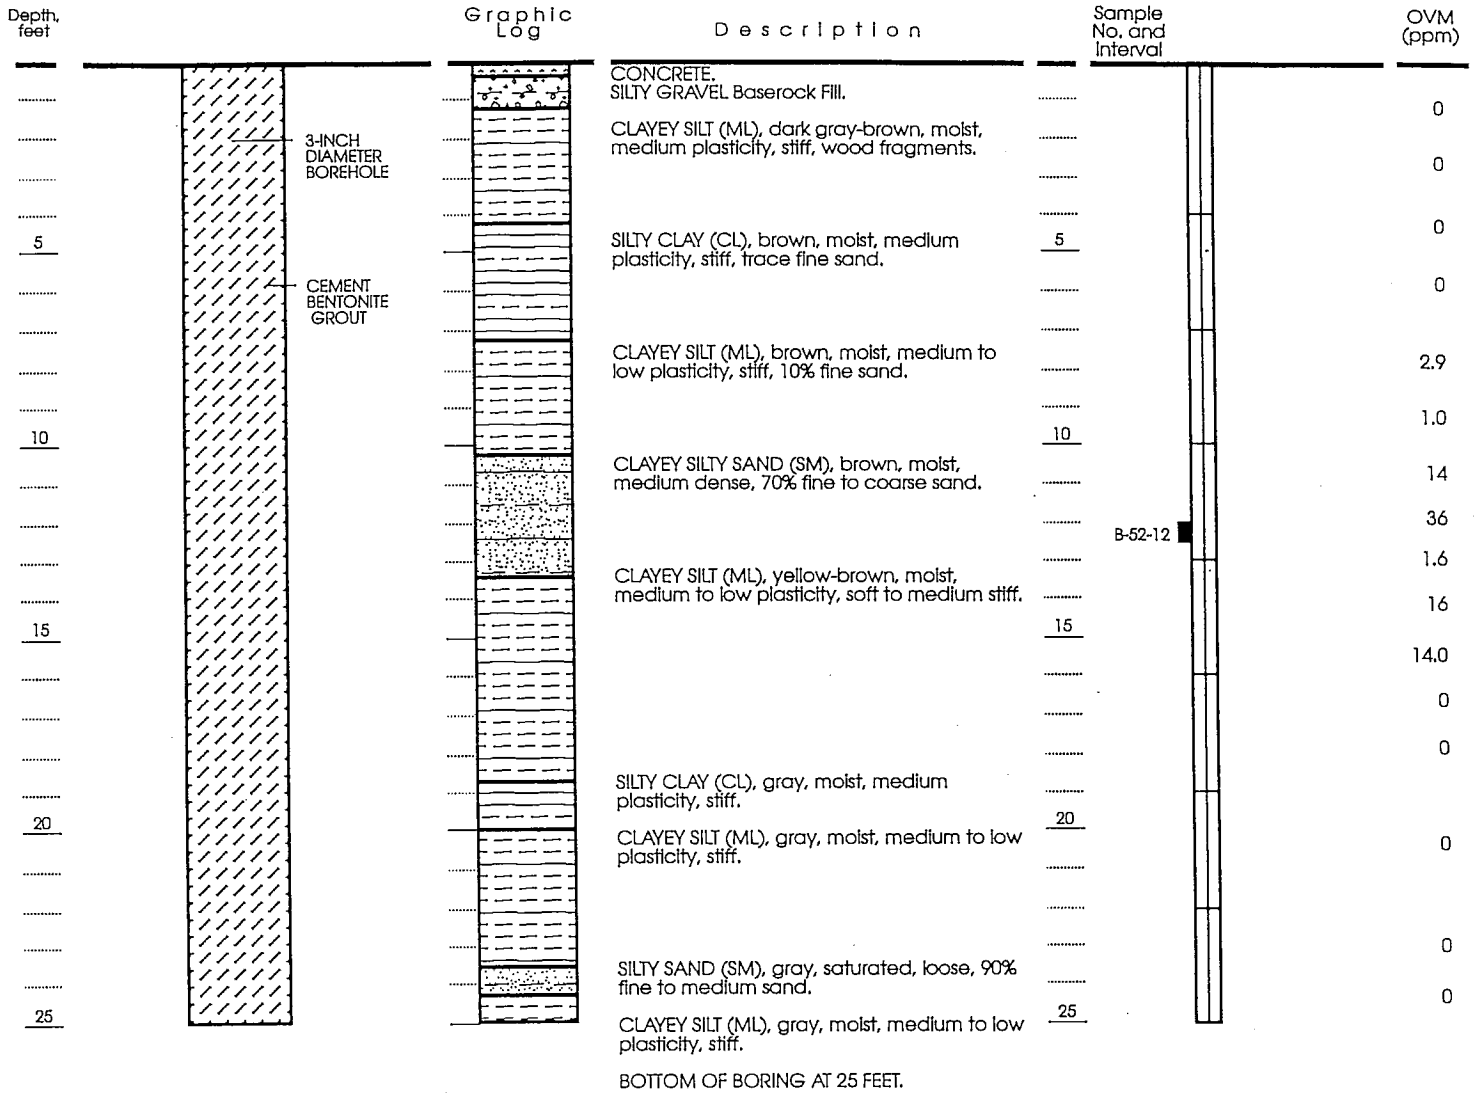 Depth, feet
Graphic Log
Description
Sample No. and Interval
OVM (ppm)
CONCRETE.
SILTY GRAVEL Baserock Fill.
0
3-INCH
DIAMETER
BOREHOLE
CLAYEY SILT (ML), dark gray-brown, moist,
medium plasticity, stiff, wood fragments.
0
0
5
SILTY CLAY (CL), brown, moist, medium
plasticity, stiff, trace fine sand.
5
CEMENT
BENTONITE
GROUT
0
CLAYEY SILT (ML), brown, moist, medium to
low plasticity, stiff, 10% fine sand.
2.9
1.0
10
10
CLAYEY SILTY SAND (SM), brown, moist,
medium dense, 70% fine to coarse sand.
14
36
B-52-12
1.6
CLAYEY SILT (ML), yellow-brown, moist,
medium to low plasticity, soft to medium stiff.
16
15
15
14.0
0
0
SILTY CLAY (CL), gray, moist, medium
plasticity, stiff.
20
20
CLAYEY SILT (ML), gray, moist, medium to low
plasticity, stiff.
0
0
SILTY SAND (SM), gray, saturated, loose, 90%
fine to medium sand.
0
25
25
CLAYEY SILT (ML), gray, moist, medium to low
plasticity, stiff.
BOTTOM OF BORING AT 25 FEET.